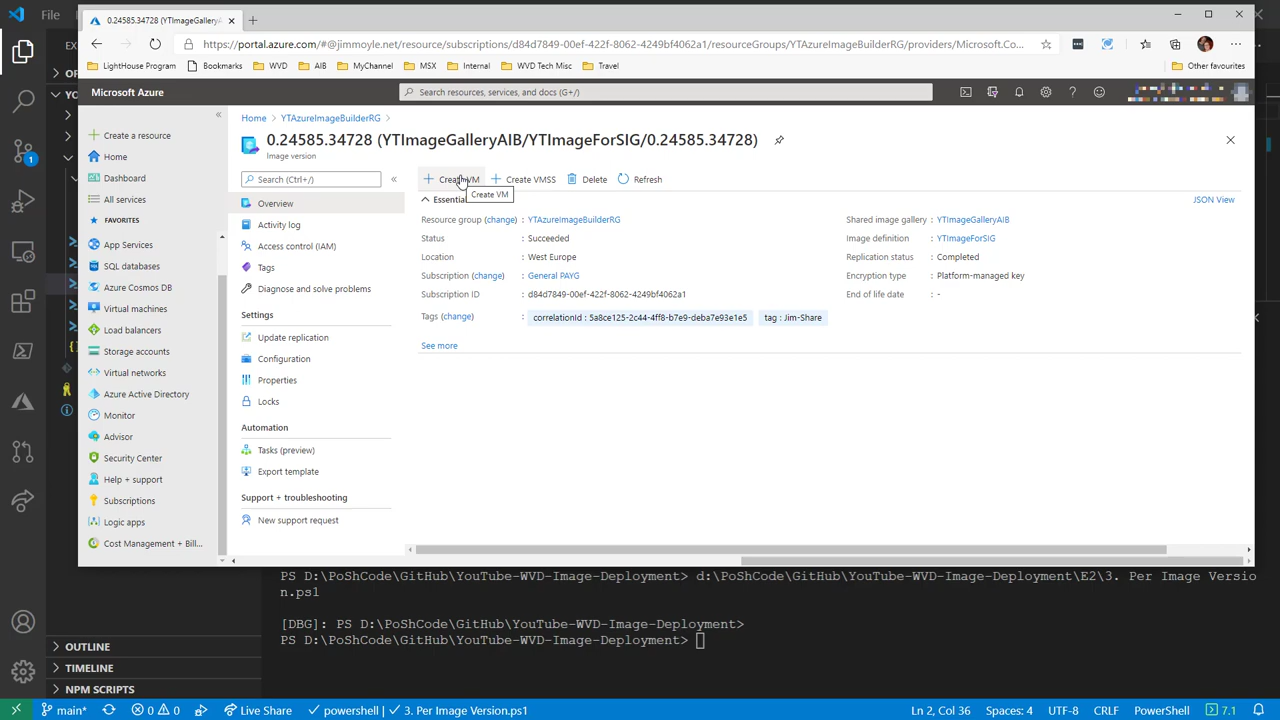 File
0.24585.34728 (YTImageGalleryA
https://portal.azure.com/#@jimmoyle.net/resource/subscriptions/d84d7849-00ef-422f-8062-4249bf4062a1/resourceGroups/YTAzureImageBuilderRG/providers/Microsoft.Co...
LightHouse Program
Bookmarks
WVD
AIB
MyChannel
MSX
Internal
WVD Tech Misc
Travel
Other favourites
Microsoft Azure
Search resources, services, and docs (G+/)
Home > YTAzureImageBuilderRG >
0.24585.34728 (YTImageGalleryAIB/YTImageForSIG/0.24585.34728)
Image version
Create a resource
Home
Dashboard
All services
FAVORITES
App Services
SQL databases
Azure Cosmos DB
Virtual machines
Load balancers
Storage accounts
Virtual networks
Azure Active Directory
Monitor
Advisor
Security Center
Help + support
Subscriptions
Logic apps
Cost Management + Bill...
Search (Ctrl+/)
Overview
Activity log
Access control (IAM)
Tags
Diagnose and solve problems
Settings
Update replication
Configuration
Properties
Locks
Automation
Tasks (preview)
Export template
Support + troubleshooting
New support request
Create VM
Create VMSS
Delete
Refresh
Create VM
JSON View
Resource group (change) : YTAzureImageBuilderRG
Status : Succeeded
Location : West Europe
Subscription (change) : General PAYG
Subscription ID : d84d7849-00ef-422f-8062-4249bf4062a1
Tags (change) : correlationId : 5a8ce125-2c44-4ff8-b7e9-deba7e93e1e5 tag : Jim-Share
See more
Shared image gallery : YTImageGalleryAIB
Image definition : YTImageForSIG
Replication status : Completed
Encryption type : Platform-managed key
End of life date : -
PS D:\PoShCode\GitHub\YouTube-WVD-Image-Deployment> d:\PoShCode\GitHub\YouTube-WVD-Image-Deployment\E2\3. Per Image Versio
n.ps1
[DBG]: PS D:\PoShCode\GitHub\YouTube-WVD-Image-Deployment>
PS D:\PoShCode\GitHub\YouTube-WVD-Image-Deployment>
OUTLINE
TIMELINE
NPM SCRIPTS
1
main* 0 0 Live Share powershell | 3. Per Image Version.ps1 Ln 2, Col 36 Spaces: 4 UTF-8 CRLF PowerShell 7.1